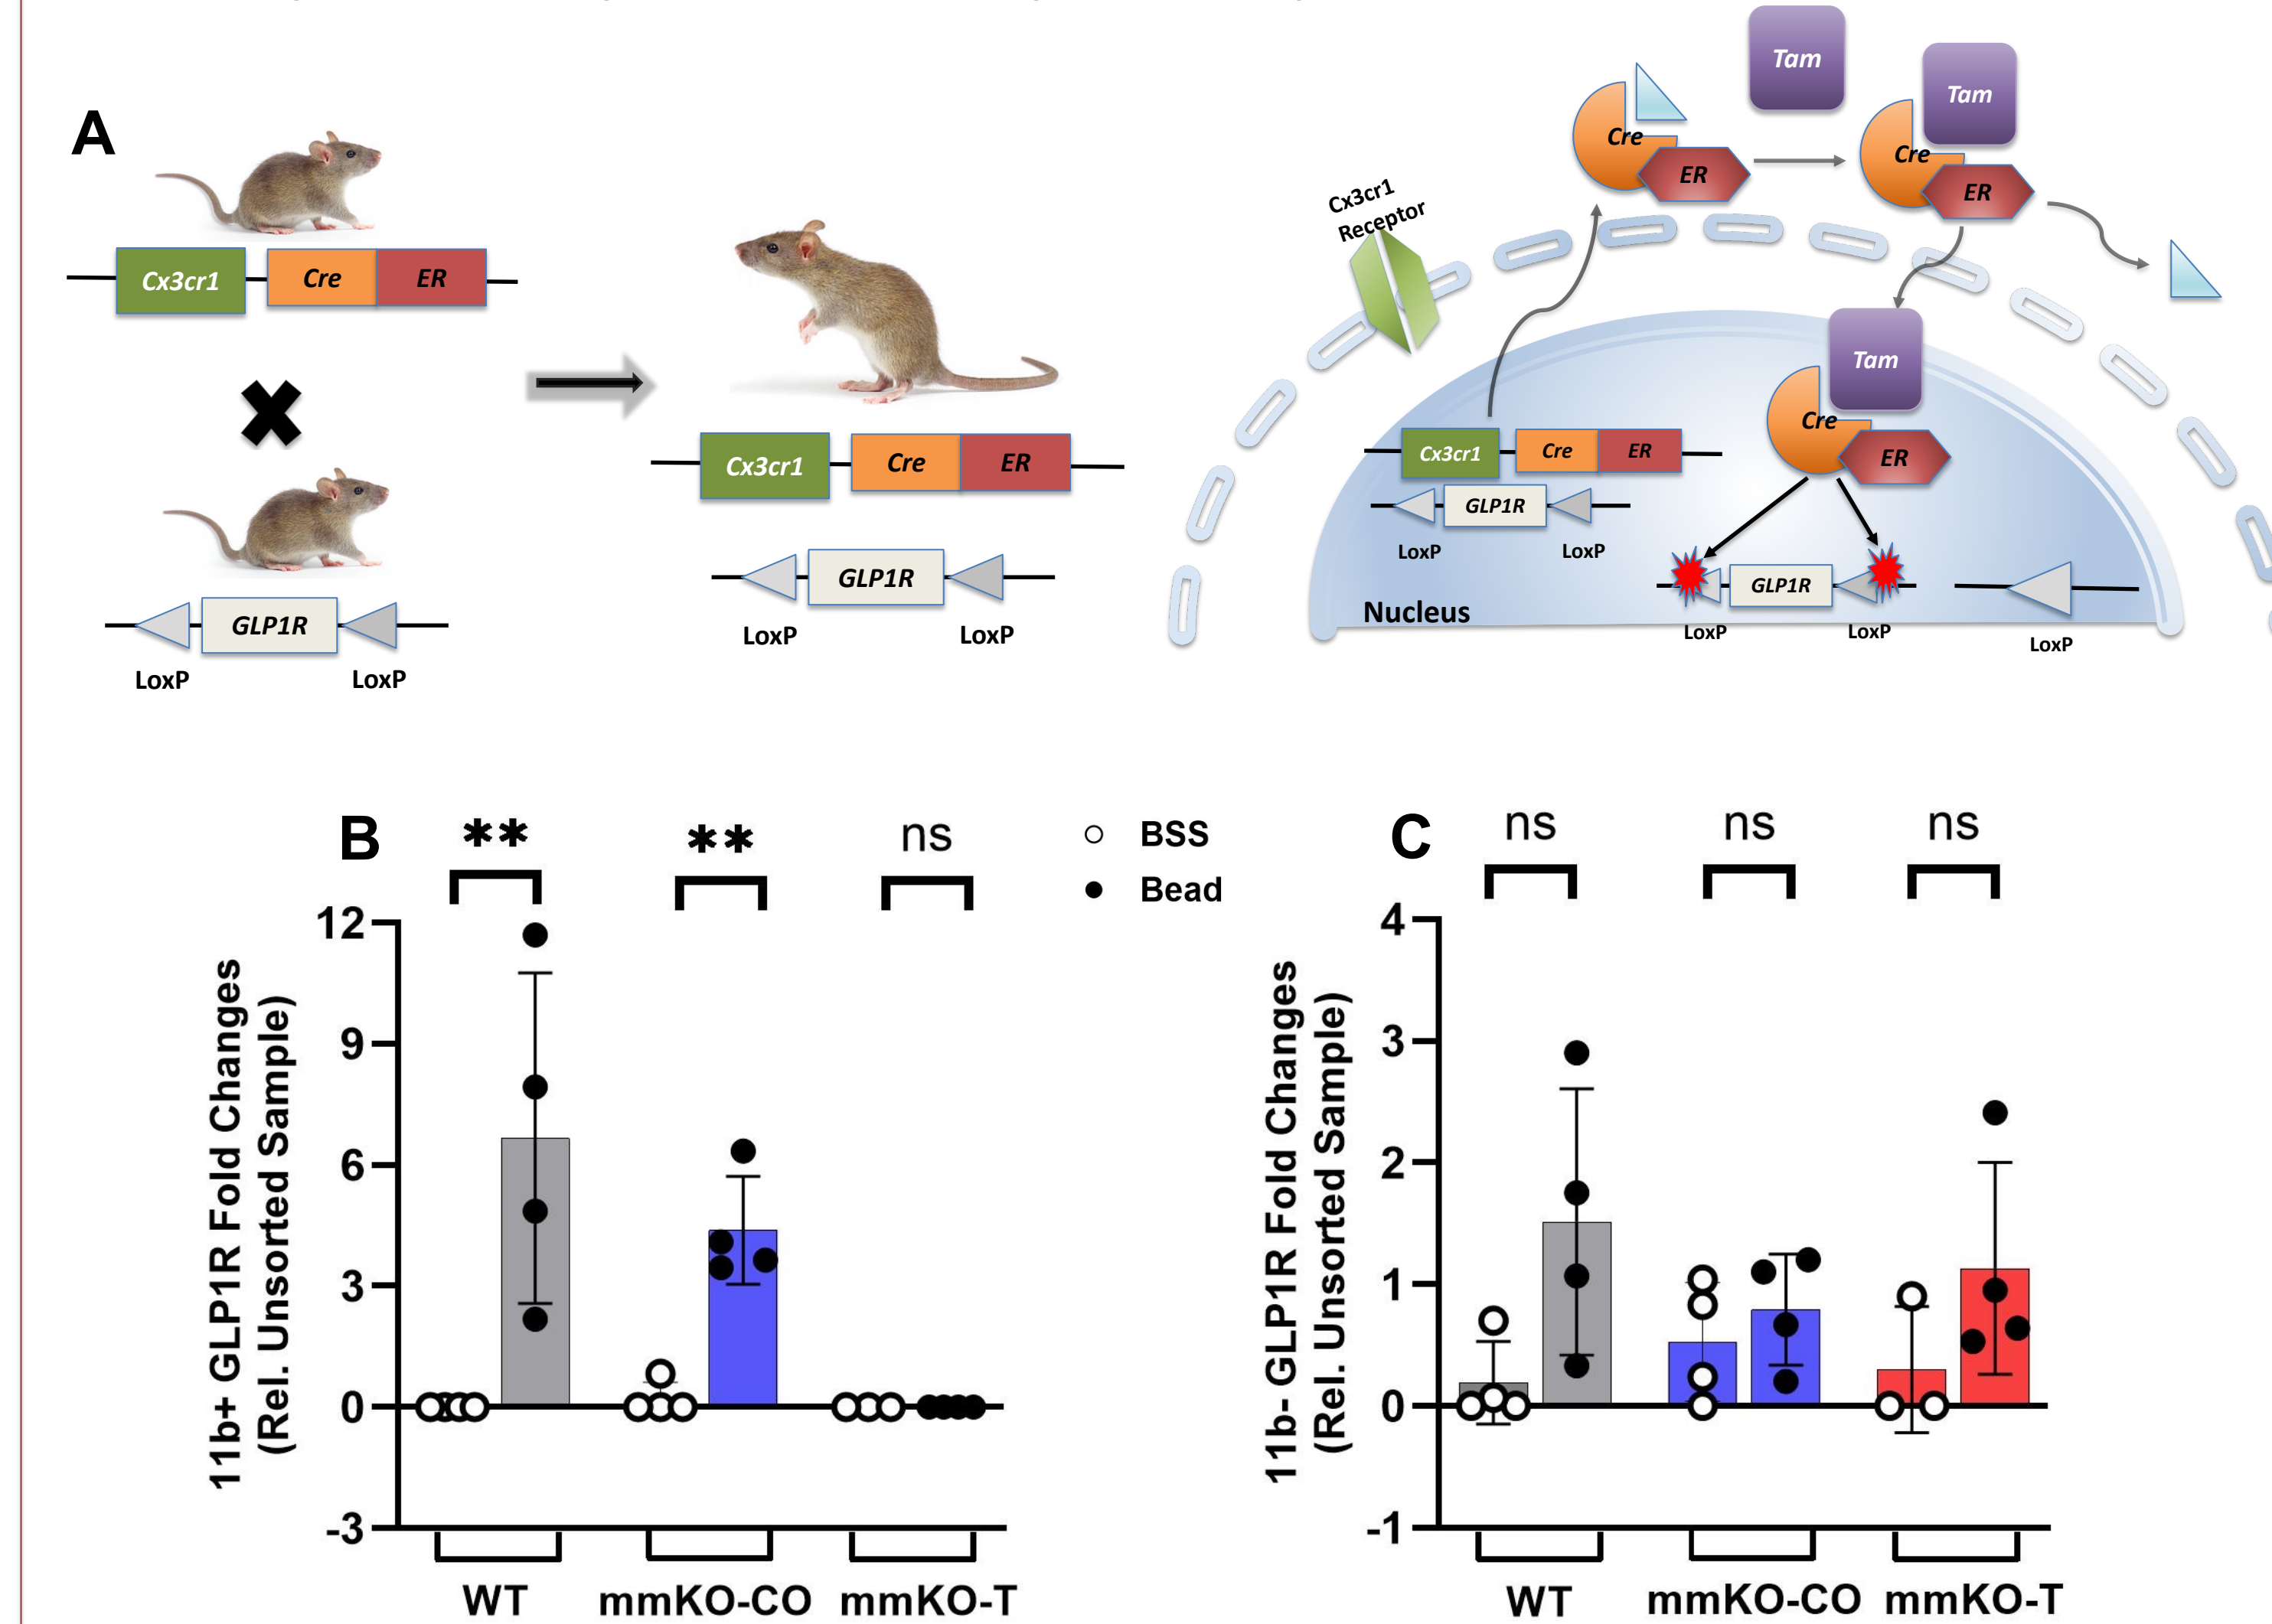 A
Cx3cr1 Cre ER
GLP1R
LoxP LoxP
Cx3cr1 Cre ER
GLP1R
LoxP LoxP
Tam
Tam
Cre
ER
Cre
ER
Cx3cr1
Receptor
Tam
Cre
ER
Cx3cr1 Cre ER
GLP1R
LoxP LoxP
GLP1R
Nucleus
LoxP LoxP LoxP
B
** ** ns
BSS
Bead
11b+ GLP1R Fold Changes
(Rel. Unsorted Sample)
12
9
6
3
0
-3
WT mmKO-CO mmKO-T
C
ns ns ns
11b- GLP1R Fold Changes
(Rel. Unsorted Sample)
4
3
2
1
0
-1
WT mmKO-CO mmKO-T